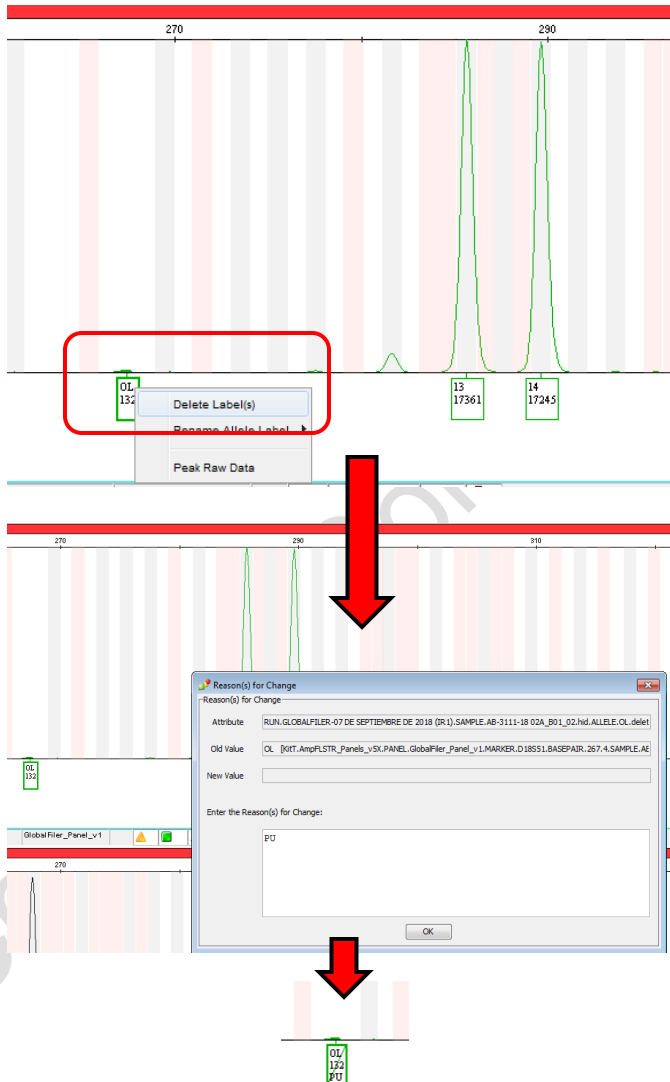 270 290
OL
132
13
17361
14
17245
Delete Label(s)
Rename Allele Label
Peak Raw Data
270 290 310
Reason(s) for Change
Reason(s) for Change
Attribute RUN.GLOBALFILER-07 DE SEPTIEMBRE DE 2018 (IR1).SAMPLE.AB-3111-18 02A_B01_02.hid.ALLELE.OL.delet
Old Value OL [KitT.AmpFLSTR_Panels_v5X.PANEL.GlobalFiler_Panel_v1.MARKER.D18S51.BASEPAIR.267.4.SAMPLE.AE
New Value
Enter the Reason(s) for Change:
PU
OK
OL
132
GlobalFiler_Panel_v1
270
OL
132
PU